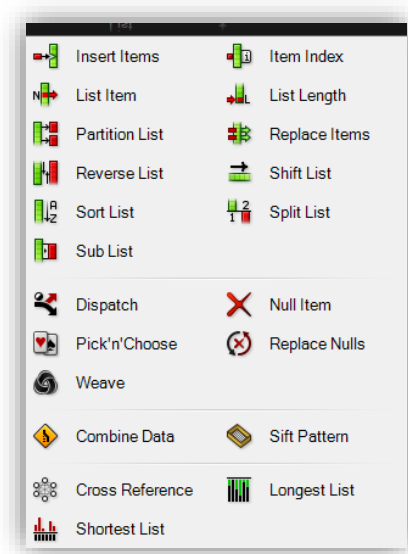 Insert Items Item Index
List Item List Length
Partition List Replace Items
Reverse List Shift List
Sort List Split List
Sub List
Dispatch Null Item
Pick'n'Choose Replace Nulls
Weave
Combine Data Sift Pattern
Cross Reference Longest List
Shortest List